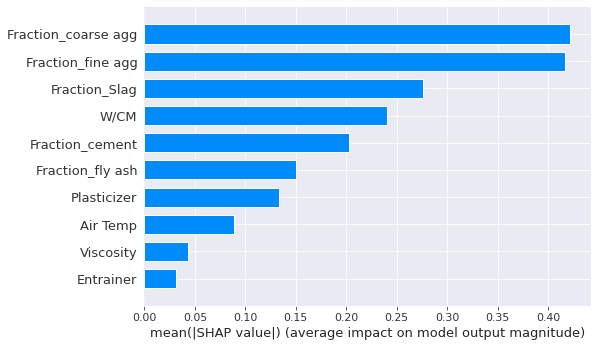 Fraction_coarse agg
Fraction_fine agg
Fraction_Slag
W/CM
Fraction_cement
Fraction_fly ash
Plasticizer
Air Temp
Viscosity
Entrainer
0.00 0.05 0.10 0.15 0.20 0.25 0.30 0.35 0.40
mean(|SHAP value|) (average impact on model output magnitude)